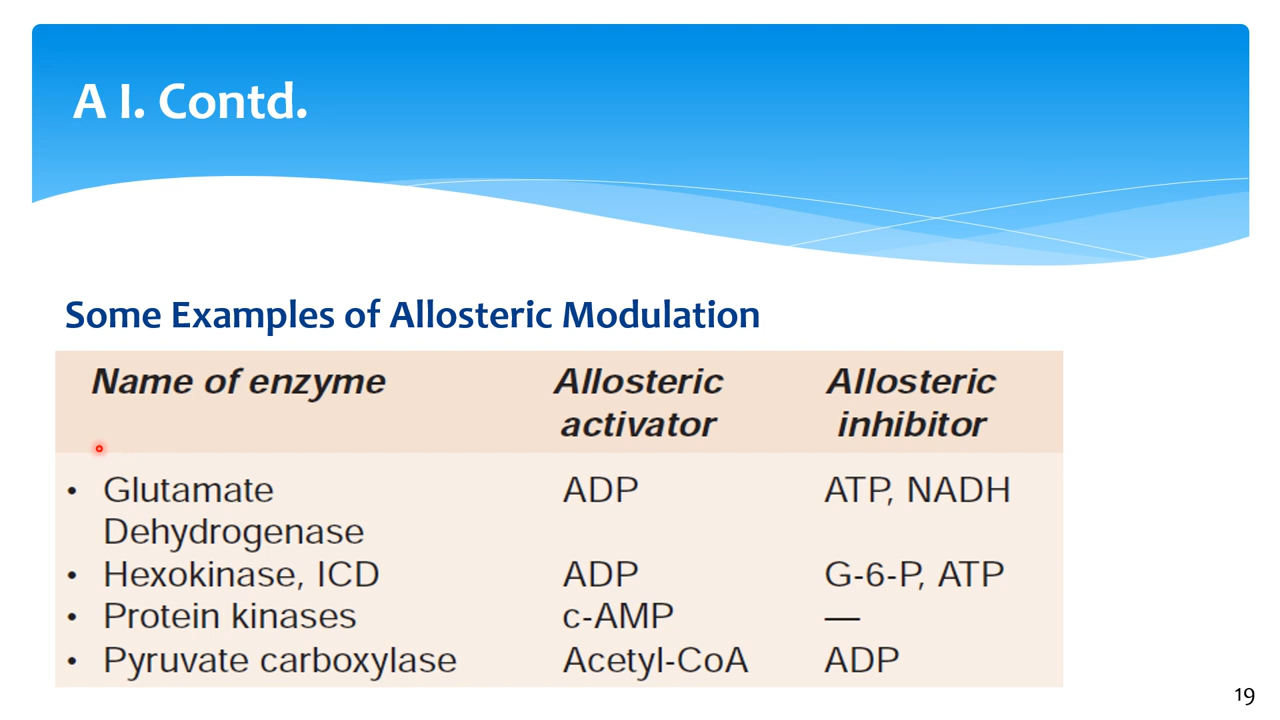 A I. Contd.
Some Examples of Allosteric Modulation
Name of enzyme Allosteric activator Allosteric inhibitor
• Glutamate Dehydrogenase ADP ATP, NADH
• Hexokinase, ICD ADP G-6-P, ATP
• Protein kinases c-AMP —
• Pyruvate carboxylase Acetyl-CoA ADP
19